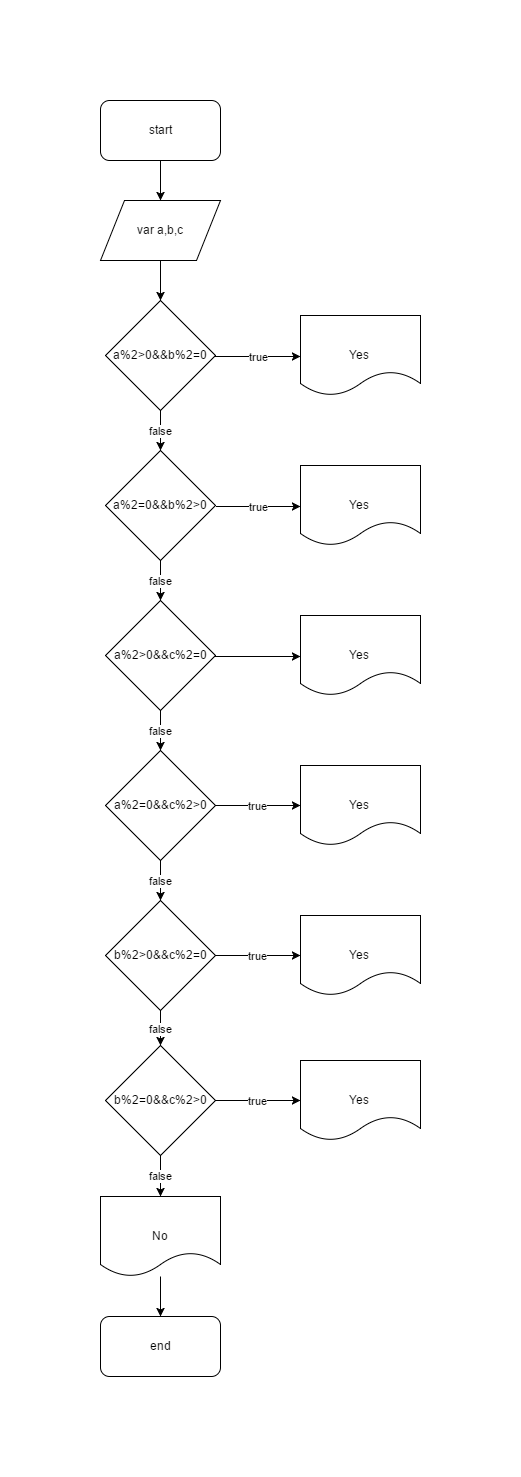 start
var a,b,c
a%2>0&&b%2=0
true
Yes
false
a%2=0&&b%2>0
true
Yes
false
a%2>0&&c%2=0
Yes
false
a%2=0&&c%2>0
true
Yes
false
b%2>0&&c%2=0
true
Yes
false
b%2=0&&c%2>0
true
Yes
false
No
end